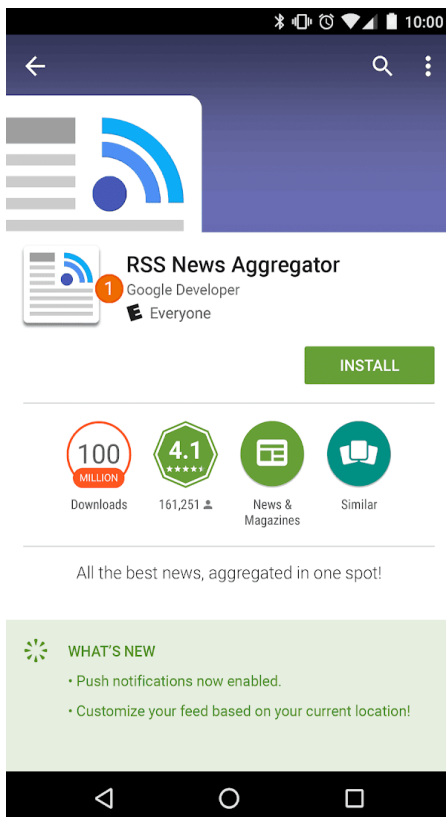 10:00
RSS News Aggregator
1
Google Developer
E Everyone
INSTALL
100
MILLION
Downloads
4.1
161,251
News &
Magazines
Similar
All the best news, aggregated in one spot!
WHAT'S NEW
• Push notifications now enabled.
• Customize your feed based on your current location!